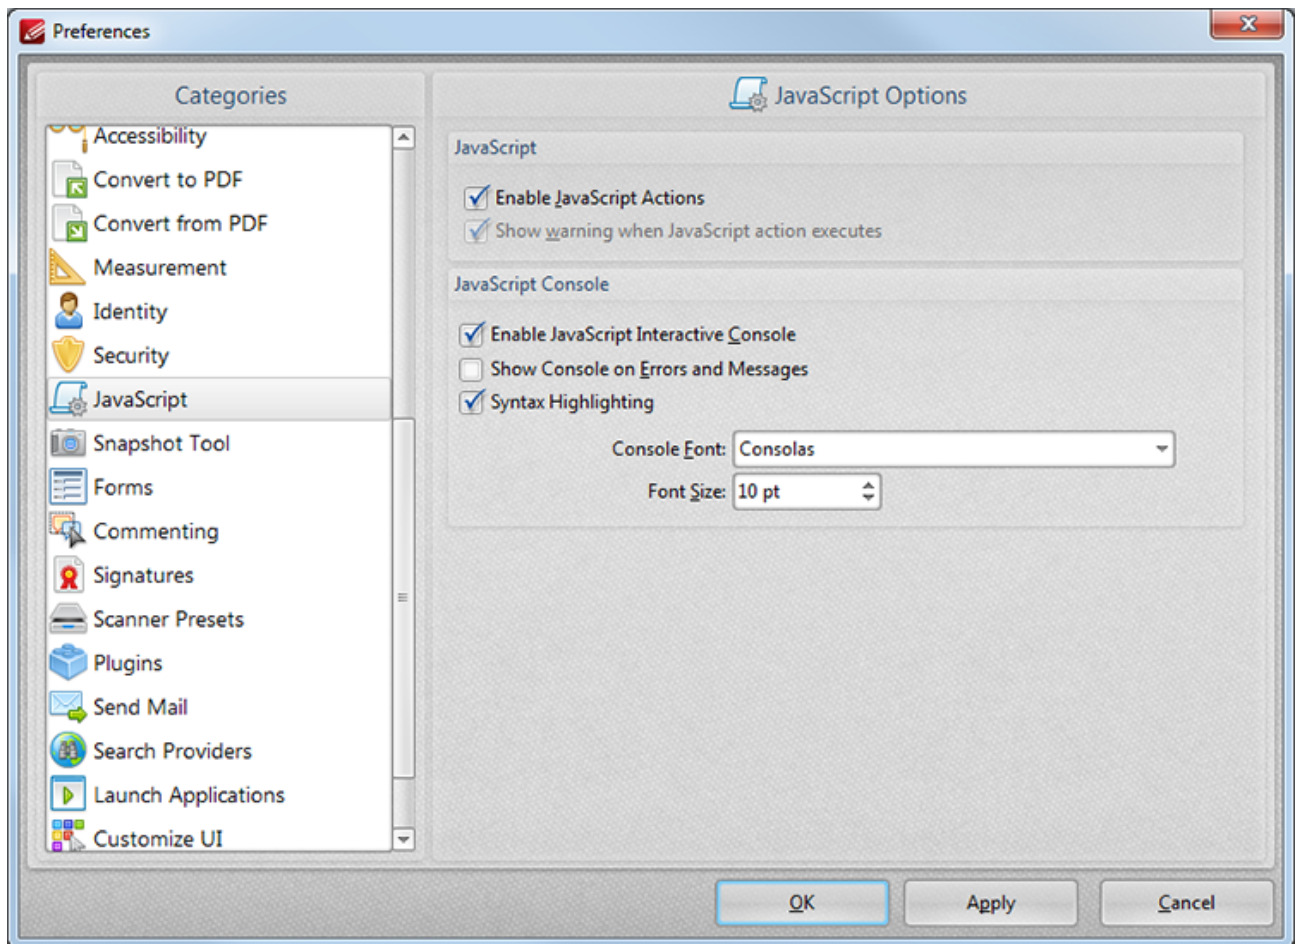 Preferences
Categories
Accessibility
Convert to PDF
Convert from PDF
Measurement
Identity
Security
JavaScript
Snapshot Tool
Forms
Commenting
Signatures
Scanner Presets
Plugins
Send Mail
Search Providers
Launch Applications
Customize UI
JavaScript Options
JavaScript
Enable JavaScript Actions
Show warning when JavaScript action executes
JavaScript Console
Enable JavaScript Interactive Console
Show Console on Errors and Messages
Syntax Highlighting
Console Font: Consolas
Font Size: 10 pt
OK Apply Cancel